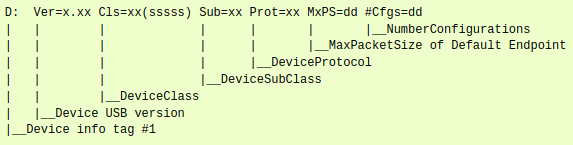 D:  Ver=x.xx Cls=xx(sssss) Sub=xx Prot=xx MxPS=dd #Cfgs=dd
|   |        |             |      |       |       |__NumberConfigurations
|   |        |             |      |       |__MaxPacketSize of Default Endpoint
|   |        |             |      |__DeviceProtocol
|   |        |             |__DeviceSubClass
|   |        |__DeviceClass
|   |__Device USB version
|__Device info tag #1